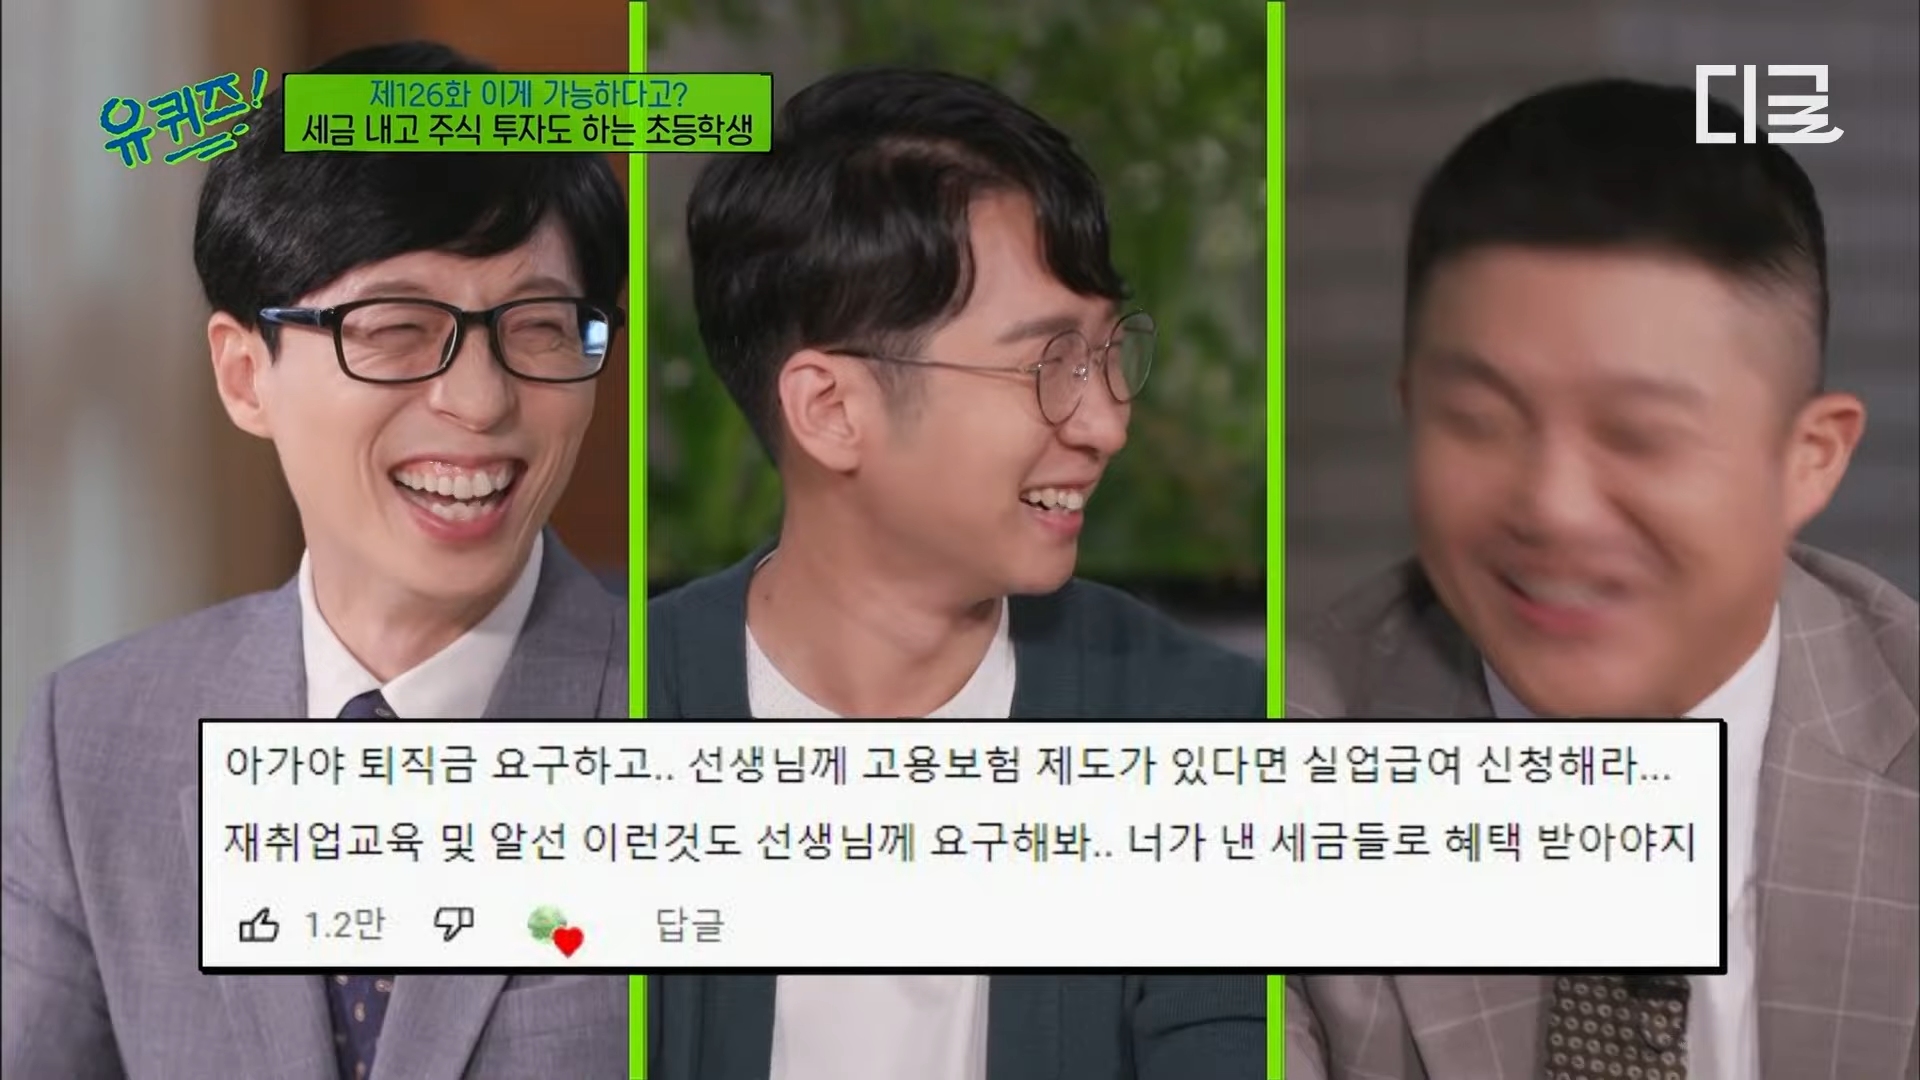 유퀴즈!
제126화 이게 가능하다고?
세금 내고 주식 투자도 하는 초등학생
디글
아가야 퇴직금 요구하고.. 선생님께 고용보험 제도가 있다면 실업급여 신청해라...
재취업교육 및 알선 이런것도 선생님께 요구해봐.. 너가 낸 세금들로 혜택 받아야지
1.2만
답글